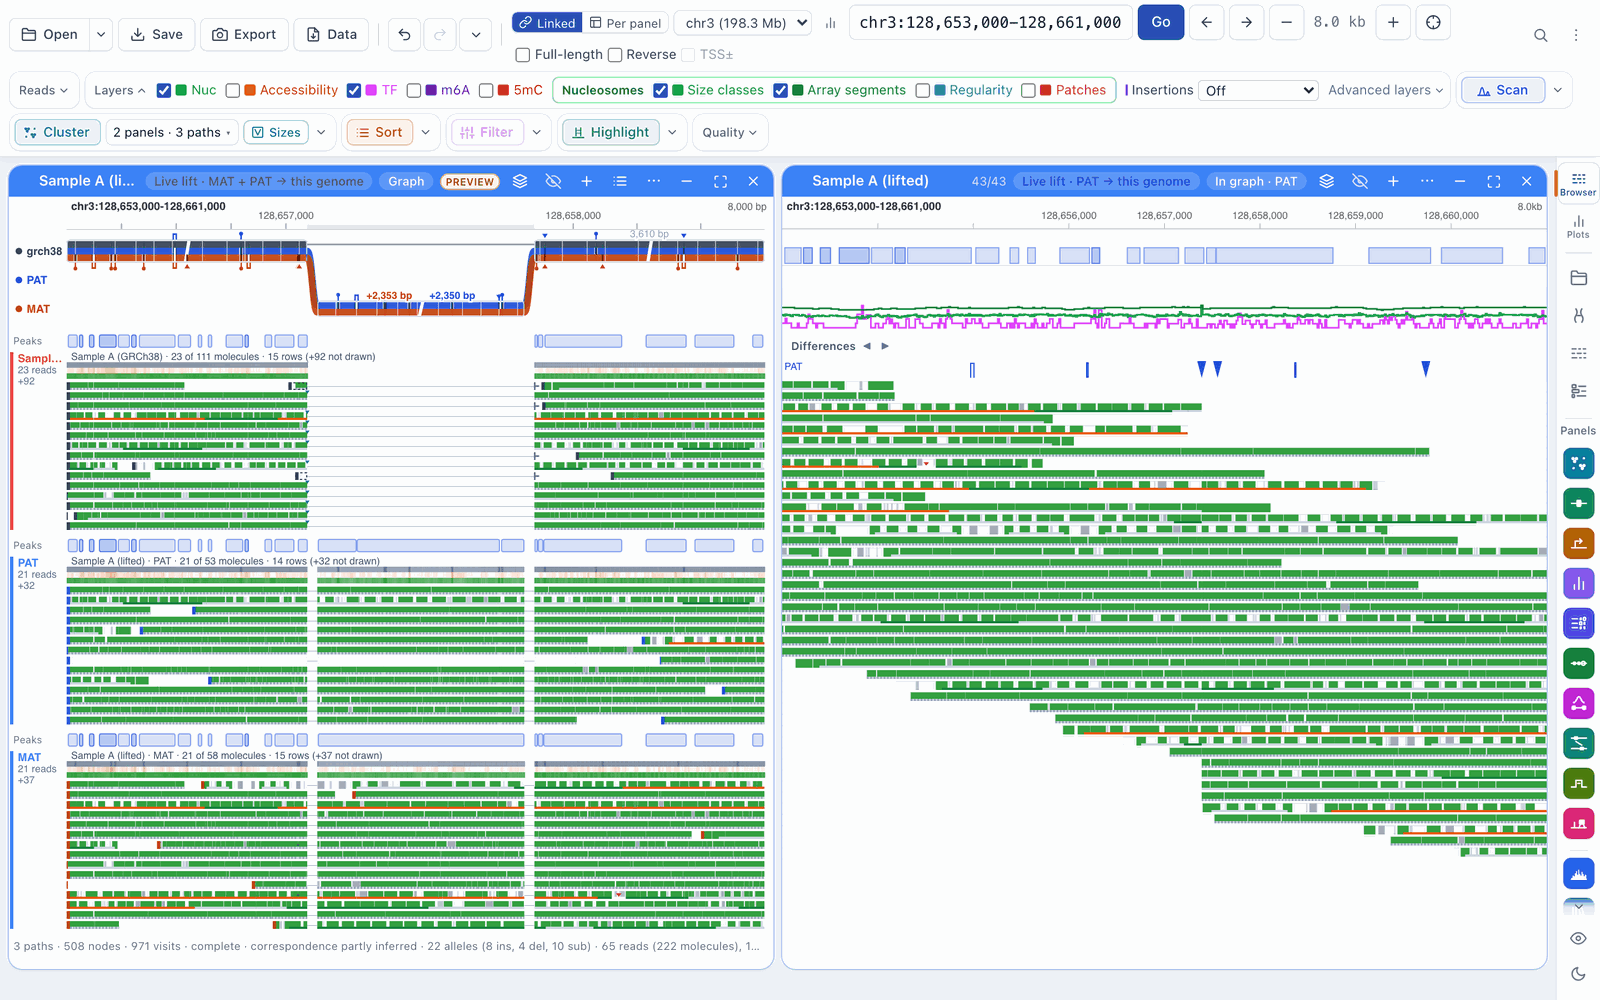 Open
Save
Export
Data
Linked
Per panel
chr3 (198.3 Mb)
chr3:128,653,000–128,661,000
Go
8.0 kb
Full-length
Reverse
TSS±
Reads
Layers
Nuc
Accessibility
TF
m6A
5mC
Nucleosomes
Size classes
Array segments
Regularity
Patches
Insertions
Off
Advanced layers
Scan
Cluster
2 panels · 3 paths
Sizes
Sort
Filter
Highlight
Quality
Sample A (li...
Live lift · MAT + PAT → this genome
Graph
PREVIEW
chr3:128,653,000-128,661,000
8,000 bp
128,657,000
128,658,000
3,610 bp
grch38
PAT
MAT
+2,353 bp
+2,350 bp
Peaks
Sampl...
23 reads
+92
Sample A (GRCh38) · 23 of 111 molecules · 15 rows (+92 not drawn)
Peaks
PAT
21 reads
+32
Sample A (lifted) · PAT · 21 of 53 molecules · 14 rows (+32 not drawn)
Peaks
MAT
21 reads
+37
Sample A (lifted) · MAT · 21 of 58 molecules · 15 rows (+37 not drawn)
3 paths · 508 nodes · 971 visits · complete · correspondence partly inferred · 22 alleles (8 ins, 4 del, 10 sub) · 65 reads (222 molecules), 1...
Sample A (lifted)
43/43
Live lift · PAT → this genome
In graph · PAT
chr3:128,653,000-128,661,000
8.0kb
128,656,000
128,657,000
128,658,000
128,659,000
128,660,000
Differences
PAT
Browser
Plots
Panels